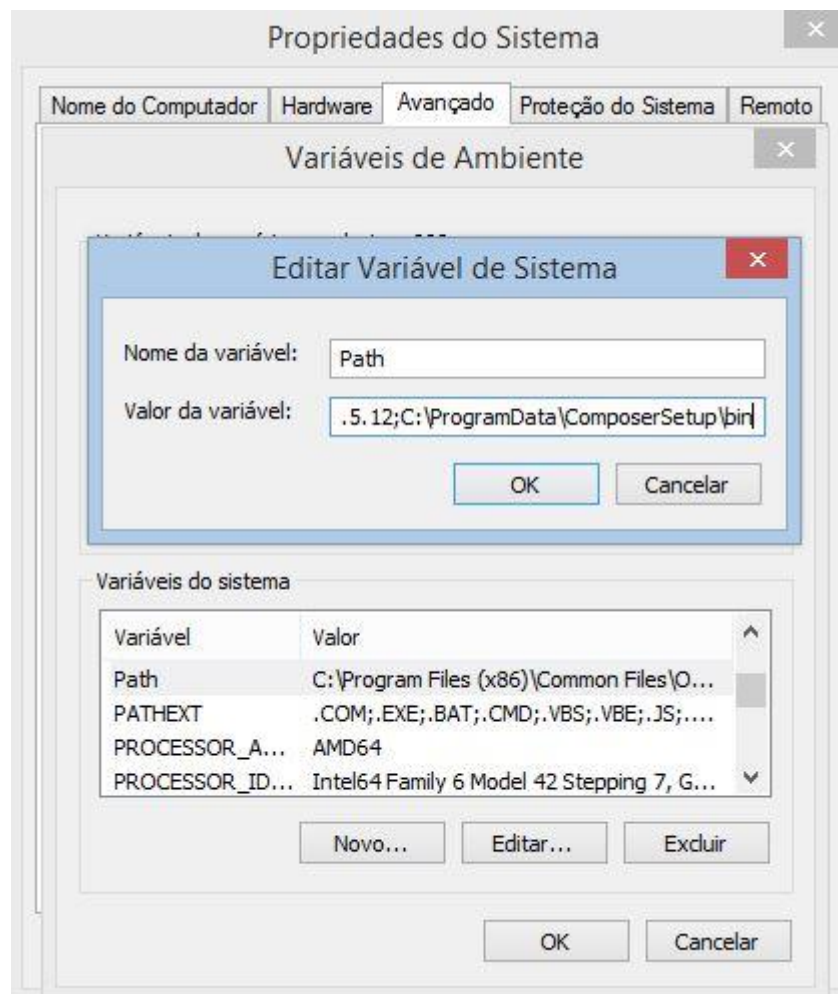 Propriedades do Sistema
Nome do Computador Hardware Avançado Proteção do Sistema Remoto
Variáveis de Ambiente
Editar Variável de Sistema
Nome da variável: Path
Valor da variável: .5.12;C:\ProgramData\ComposerSetup\bin
OK Cancelar
Variáveis do sistema
Variável Valor
Path C:\Program Files (x86)\Common Files\O...
PATHEXT .COM;.EXE;.BAT;.CMD;.VBS;.VBE;.JS;....
PROCESSOR_A... AMD64
PROCESSOR_ID... Intel64 Family 6 Model 42 Stepping 7, G...
Novo... Editar... Excluir
OK Cancelar